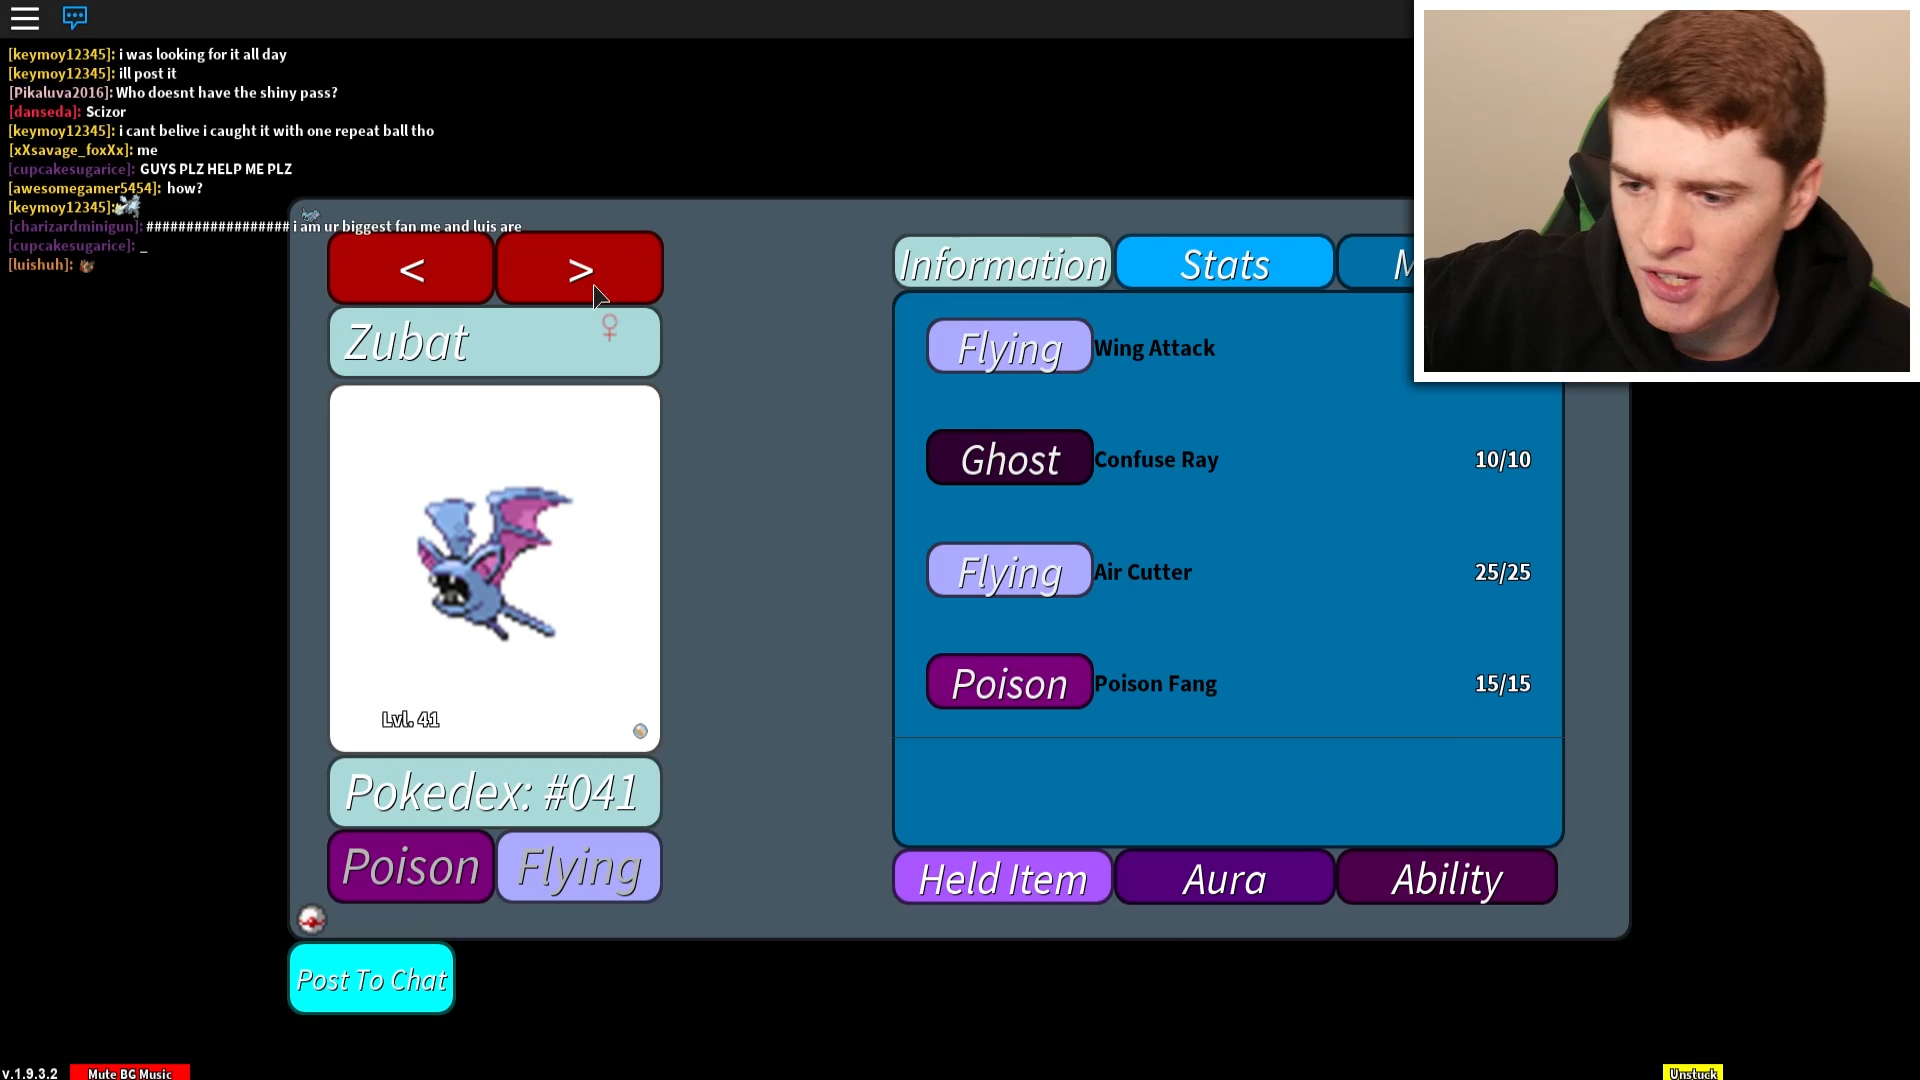 [keymoy12345]: i was looking for it all day
[keymoy12345]: ill post it
[Pikaluva2016]: Who doesnt have the shiny pass?
[danseda]: Scizor
[keymoy12345]: i cant belive i caught it with one repeat ball tho
[xXsavage_foxXx]: me
[cupcakesugarice]: GUYS PLZ HELP ME PLZ
[awesomegamer5454]: how?
[keymoy12345]:
[charizardminigun]: ################## i am ur biggest fan me and luis are
[cupcakesugarice]: _
[luishuh]:
< >
Zubat ♀
Lvl. 41
Pokedex: #041
Poison Flying
Post To Chat
Information Stats M
Flying Wing Attack
Ghost Confuse Ray 10/10
Flying Air Cutter 25/25
Poison Poison Fang 15/15
Held Item Aura Ability
v.1.9.3.2 Mute BG Music
Unstuck